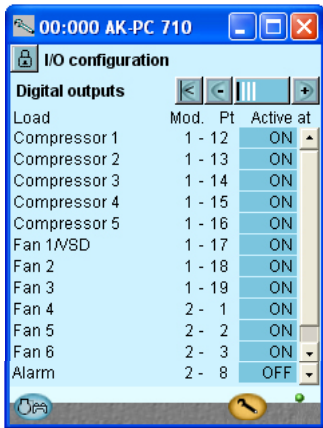 00:000 AK-PC 710
I/O configuration
Digital outputs
Load Mod. Pt Active at
Compressor 1 1 - 12 ON
Compressor 2 1 - 13 ON
Compressor 3 1 - 14 ON
Compressor 4 1 - 15 ON
Compressor 5 1 - 16 ON
Fan 1/VSD 1 - 17 ON
Fan 2 1 - 18 ON
Fan 3 1 - 19 ON
Fan 4 2 - 1 ON
Fan 5 2 - 2 ON
Fan 6 2 - 3 ON
Alarm 2 - 8 OFF